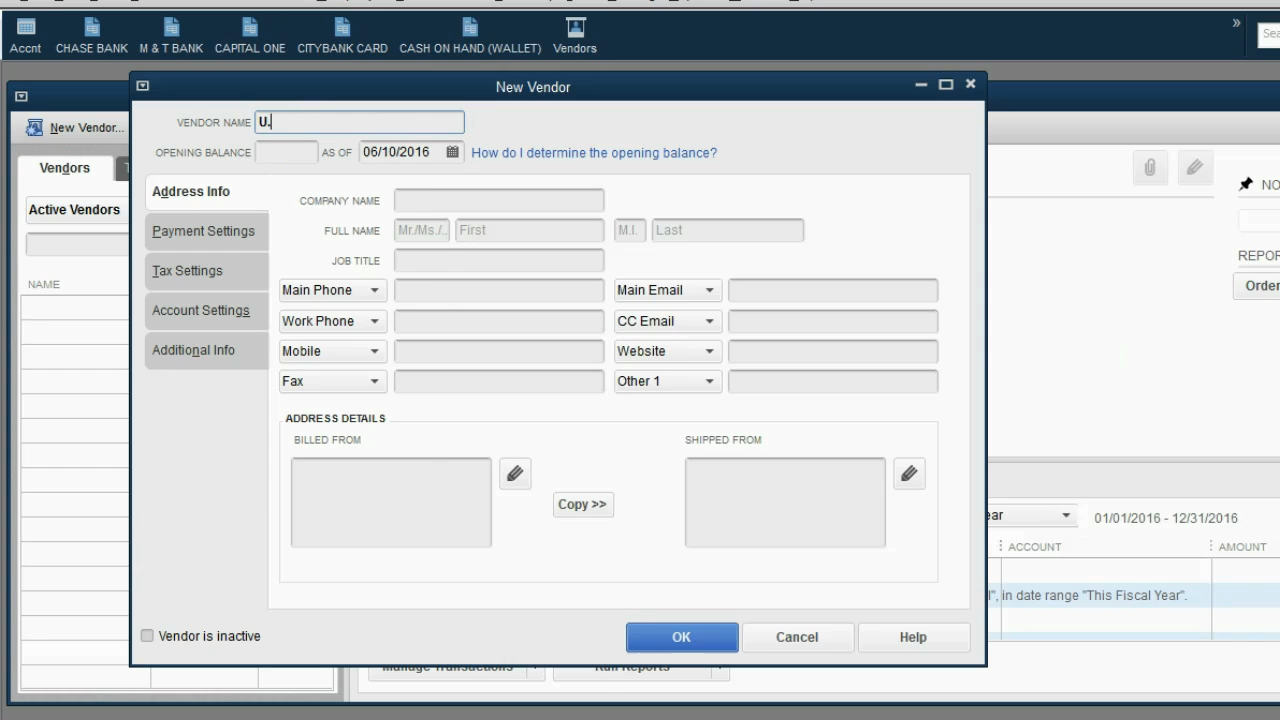 Accnt CHASE BANK M & T BANK CAPITAL ONE CITYBANK CARD CASH ON HAND (WALLET) Vendors » Sea
New Vendor
New Vendor...
VENDOR NAME U.
OPENING BALANCE AS OF 06/10/2016 How do I determine the opening balance?
Vendors
Active Vendors
NAME
Address Info
Payment Settings
Tax Settings
Account Settings
Additional Info
COMPANY NAME
FULL NAME Mr./Ms./.. First M.I. Last
JOB TITLE
Main Phone Main Email
Work Phone CC Email
Mobile Website
Fax Other 1
ADDRESS DETAILS
BILLED FROM SHIPPED FROM
Copy >>
Vendor is inactive OK Cancel Help
NO
REPOR
Order
ear 01/01/2016 - 12/31/2016
ACCOUNT AMOUNT
", in date range "This Fiscal Year".
Manage Transactions Run Reports